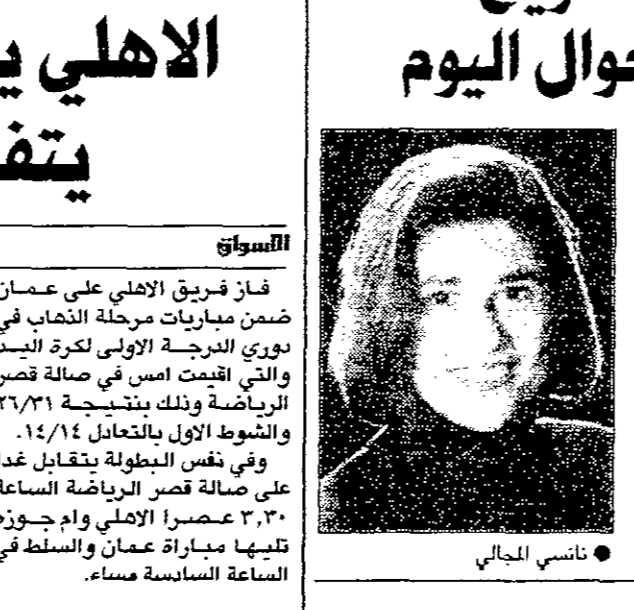 حوال اليوم
● نانسي المجالي
الاهلي
الأسواق
فاز فريق الاهلي على عمان
ضمن مباريات مرحلة الذهاب في
دوري الدرجة الاولى لكرة اليد
والتي اقيمت امس في صالة قصر
الرياضة وذلك بنتيجة ٢٦/٣١
والشوط الاول بالتعادل ١٤/١٤.
وفي نفس البطولة يتقابل غدا
على صالة قصر الرياضة الساعة
٣,٣٠ عصرا الاهلي وام جوزة
تليها مباراة عمان والسلط في
الساعة السادسة مساء.